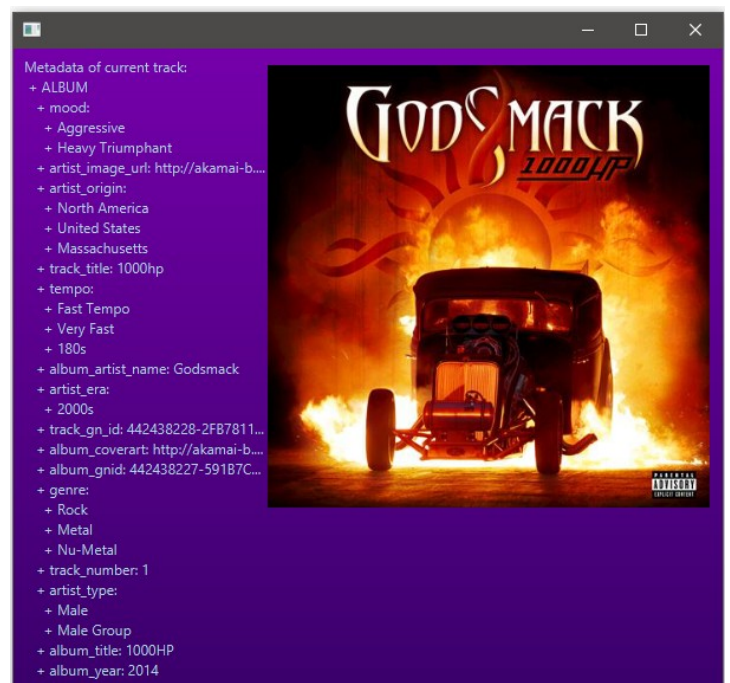 Metadata of current track:
+ ALBUM
+ mood:
+ Aggressive
+ Heavy Triumphant
+ artist_image_url: http://akamai-b....
+ artist_origin:
+ North America
+ United States
+ Massachusetts
+ track_title: 1000hp
+ tempo:
+ Fast Tempo
+ Very Fast
+ 180s
+ album_artist_name: Godsmack
+ artist_era:
+ 2000s
+ track_gn_id: 442438228-2FB7811...
+ album_coverart: http://akamai-b....
+ album_gnid: 442438227-591B7C...
+ genre:
+ Rock
+ Metal
+ Nu-Metal
+ track_number: 1
+ artist_type:
+ Male
+ Male Group
+ album_title: 1000HP
+ album_year: 2014
GODSMACK
1000HP
PARENTAL
ADVISORY
EXPLICIT CONTENT